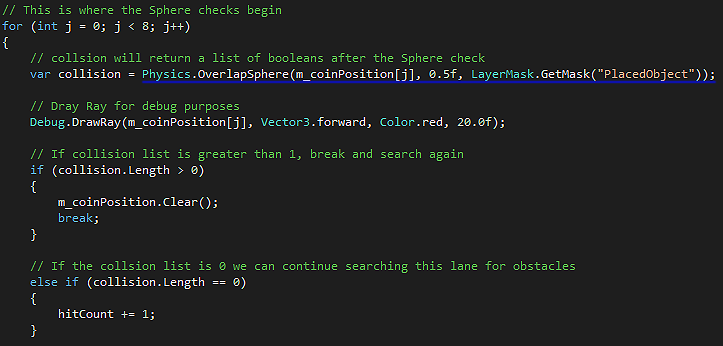 // This is where the Sphere checks begin
for (int j = 0; j < 8; j++)
{
// collsion will return a list of booleans after the Sphere check
var collision = Physics.OverlapSphere(m_coinPosition[j], 0.5f, LayerMask.GetMask("PlacedObject"));
// Dray Ray for debug purposes
Debug.DrawRay(m_coinPosition[j], Vector3.forward, Color.red, 20.0f);
// If collision list is greater than 1, break and search again
if (collision.Length > 0)
{
m_coinPosition.Clear();
break;
}
// If the collsion list is 0 we can continue searching this lane for obstacles
else if (collision.Length == 0)
{
hitCount += 1;
}